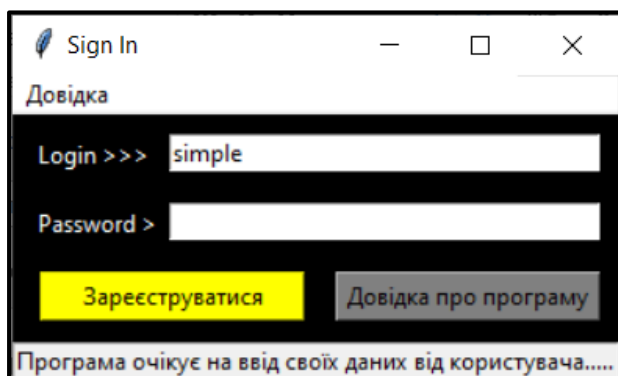 Sign In
Довідка
Login >>> simple
Password >
Зареєструватися Довідка про програму
Програма очікує на ввід своїх даних від користувача.....